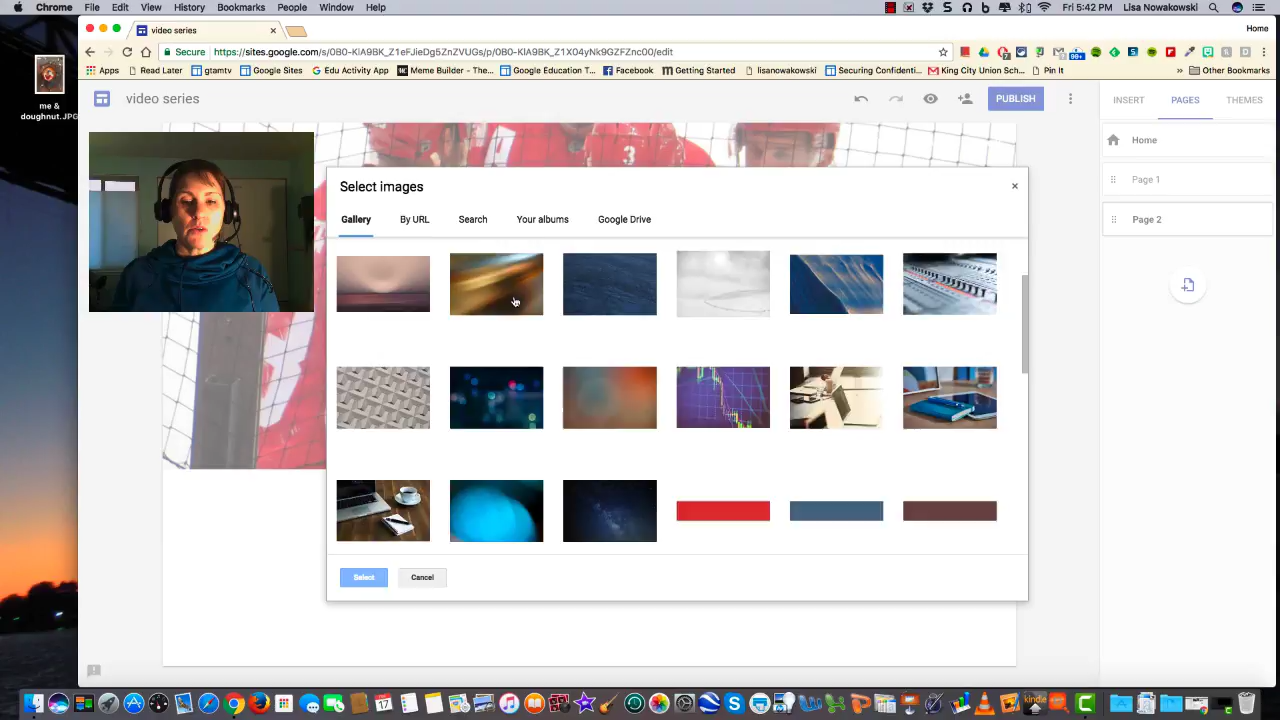 Chrome File Edit View History Bookmarks People Window Help Fri 5:42 PM Lisa Nowakowski
video series Home
Secure https://sites.google.com/s/0B0-KlA9BK_Z1eFJieDg5ZnZVUGs/p/0B0-KlA9BK_Z1X04yNk9GZFZnc00/edit
Apps Read Later gtamtv Google Sites Edu Activity App Meme Builder - The... Google Education T... Facebook Getting Started lisanowakowski Securing Confidenti... King City Union Sch... Pin It Other Bookmarks
me &
doughnut.JPG
video series PUBLISH INSERT PAGES THEMES
Home
Page 1
Page 2
3
Select images
Gallery By URL Search Your albums Google Drive
Select Cancel